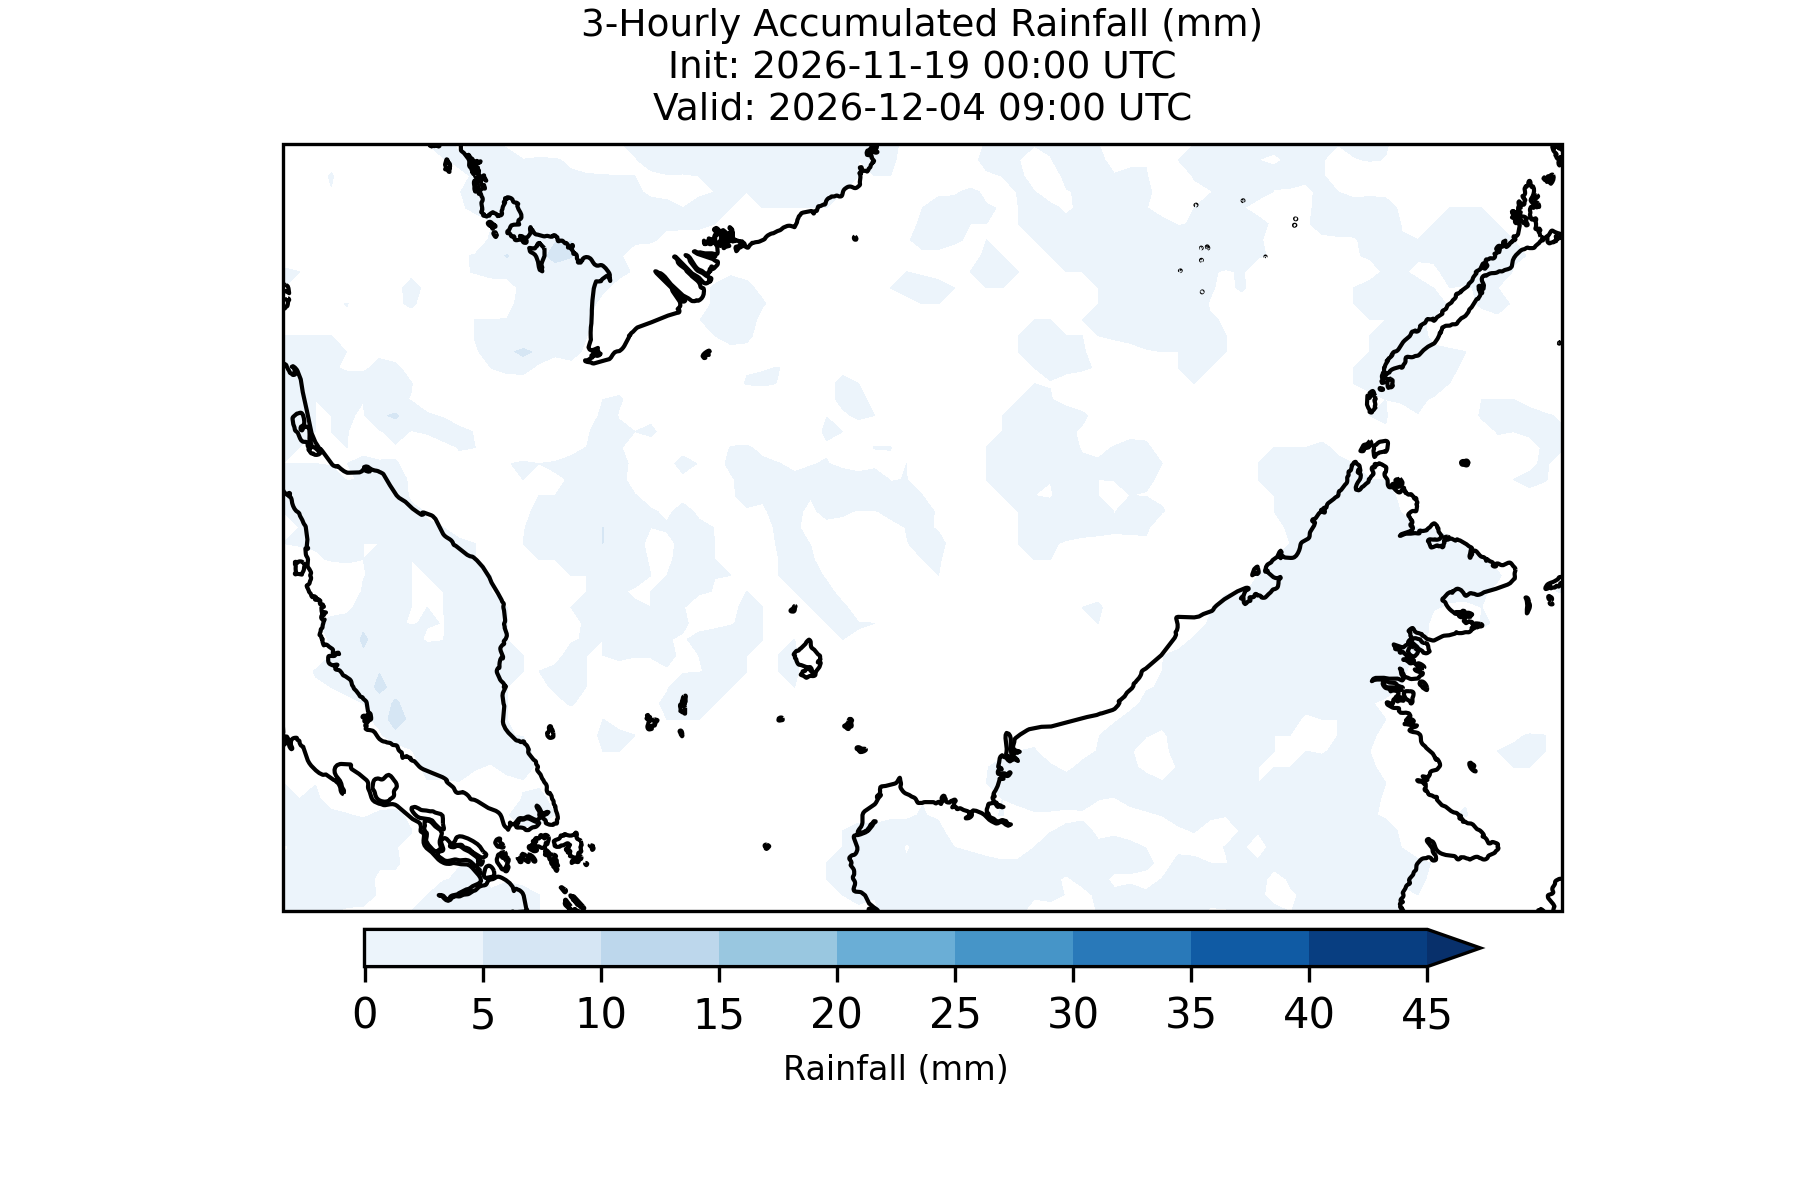 3-Hourly Accumulated Rainfall (mm)
Init: 2026-11-19 00:00 UTC
Valid: 2026-12-04 09:00 UTC
0 5 10 15 20 25 30 35 40 45
Rainfall (mm)